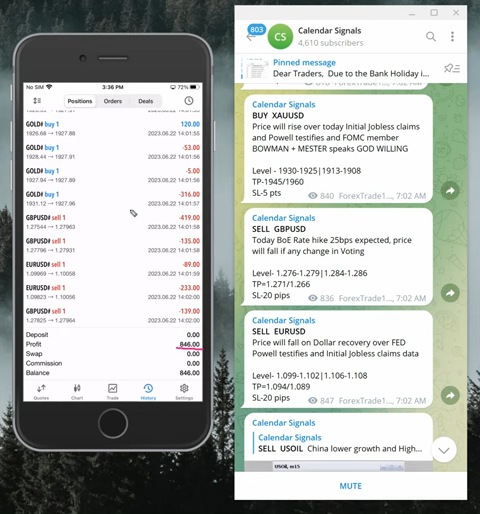 No SIM
3:36 PM
72%
Positions Orders Deals
GOLD# buy 1 120.00
1926.68 → 1927.88 2023.06.22 14:01:55
GOLD# buy 1 -53.00
1928.44 → 1927.91 2023.06.22 14:01:56
GOLD# buy 1 -5.00
1927.94 → 1927.89 2023.06.22 14:01:56
GOLD# buy 1 -316.00
1931.12 → 1927.96 2023.06.22 14:01:57
GBPUSD# sell 1 -419.00
1.27544 → 1.27963 2023.06.22 14:01:58
GBPUSD# sell 1 -135.00
1.27831 → 1.27966 2023.06.22 14:01:58
EURUSD# sell 1 -89.00
1.09969 → 1.10058 2023.06.22 14:01:59
EURUSD# sell 1 -233.00
1.09823 → 1.10056 2023.06.22 14:02:00
GBPUSD# sell 1 -139.00
1.27825 → 1.27964 2023.06.22 14:02:00
Deposit 0.00
Profit 846.00
Swap 0.00
Commission 0.00
Balance 846.00
Quotes Chart Trade History Settings
803
CS
Calendar Signals
4,610 subscribers
Pinned message
Dear Traders, Due to the Bank Holiday i...
Calendar Signals
BUY XAUUSD
Price will rise over today Initial Jobless claims
and Powell testifies and FOMC member
BOWMAN + MESTER speaks GOD WILLING
Level - 1930-1925|1913-1908
TP-1945/1960
SL-5 pts
840 ForexTrade1..., 7:02 AM
Calendar Signals
SELL GBPUSD
Today BoE Rate hike 25bps expected, price
will fall if any change in Voting
Level- 1.276-1.279|1.284-1.286
TP=1.271/1.266
SL-20 pips
836 ForexTrade1..., 7:02 AM
Calendar Signals
SELL EURUSD
Price will fall on Dollar recovery over FED
Powell testifies and Initial Jobless claims data
Level- 1.099-1.102|1.106-1.108
TP=1.094/1.089
SL-20 pips
847 ForexTrade1..., 7:02 AM
Calendar Signals
Calendar Signals
SELL USOIL China lower growth and High...
USOIL, m15
MUTE